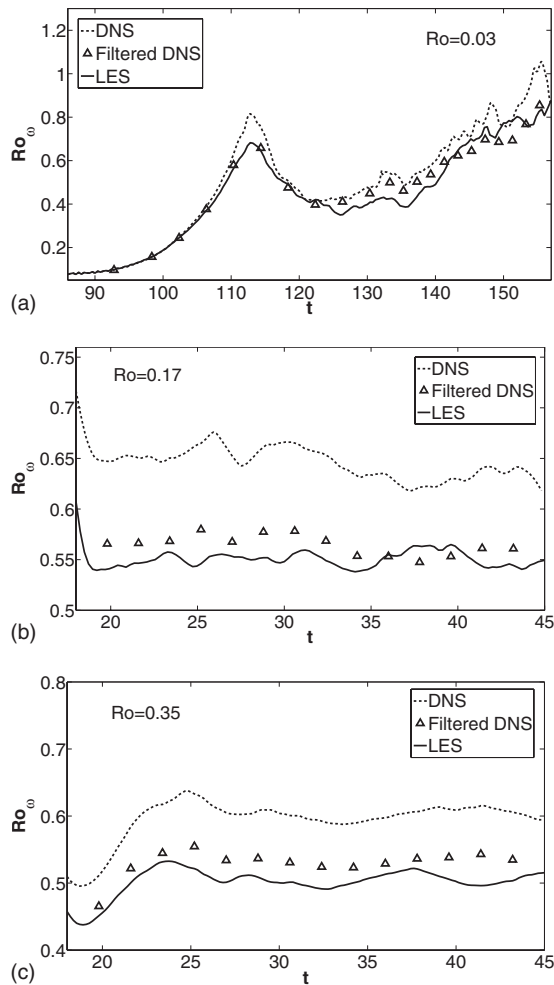 DNS
Filtered DNS
LES
Ro=0.03
1.2
1
0.8
0.6
0.4
0.2
Roω
90
100
110
120
130
140
150
t
(a)
0.75
0.7
0.65
0.6
0.55
0.5
Ro=0.17
DNS
Filtered DNS
LES
Roω
20
25
30
35
40
45
t
(b)
0.8
0.7
0.6
0.5
0.4
Ro=0.35
DNS
Filtered DNS
LES
Roω
20
25
30
35
40
45
t
(c)